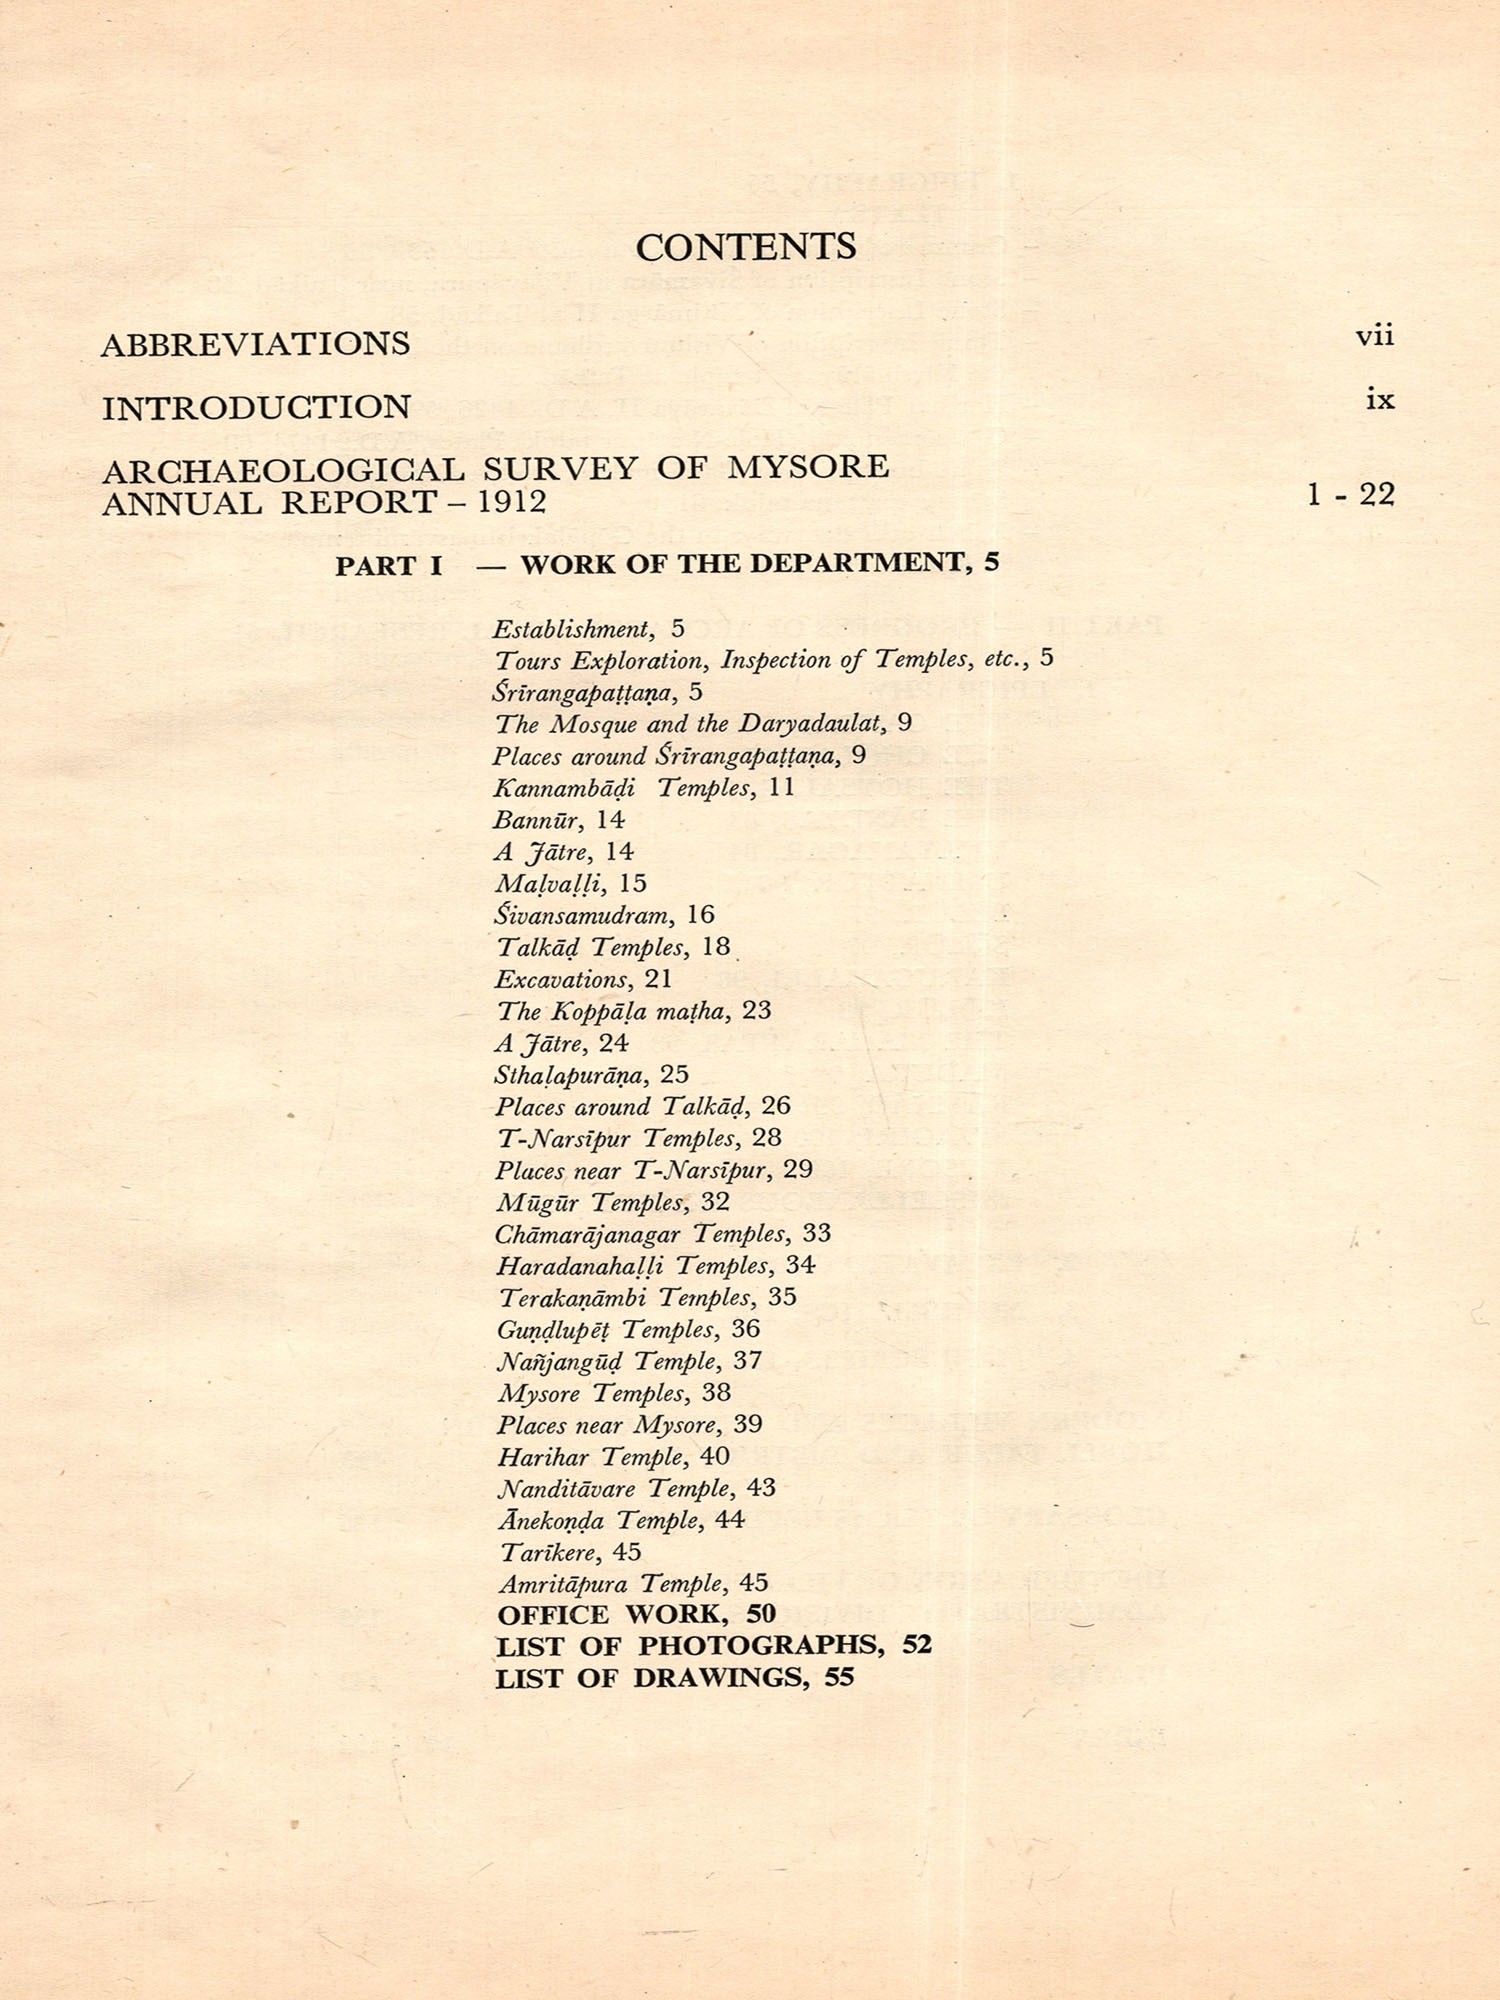 CONTENTS
ABBREVIATIONS vii
INTRODUCTION ix
ARCHAEOLOGICAL SURVEY OF MYSORE
ANNUAL REPORT – 1912 1 - 22
PART I — WORK OF THE DEPARTMENT, 5
Establishment, 5
Tours Exploration, Inspection of Temples, etc., 5
Śrīrangapaṭṭaṇa, 5
The Mosque and the Daryadaulat, 9
Places around Śrīrangapaṭṭaṇa, 9
Kannambāḍi Temples, 11
Bannūr, 14
A Jātre, 14
Maḷvaḷḷi, 15
Śivansamudram, 16
Talkāḍ Temples, 18
Excavations, 21
The Koppāḷa maṭha, 23
A Jātre, 24
Sthaḷapurāṇa, 25
Places around Talkāḍ, 26
T-Narsīpur Temples, 28
Places near T-Narsīpur, 29
Mūgūr Temples, 32
Chāmarājanagar Temples, 33
Haradanahaḷḷi Temples, 34
Terakaṇāmbi Temples, 35
Guṇḍlupēṭ Temples, 36
Nañjangūḍ Temple, 37
Mysore Temples, 38
Places near Mysore, 39
Harihar Temple, 40
Nanditāvare Temple, 43
Ānekoṇḍa Temple, 44
Tarīkere, 45
Amritāpura Temple, 45
OFFICE WORK, 50
LIST OF PHOTOGRAPHS, 52
LIST OF DRAWINGS, 55